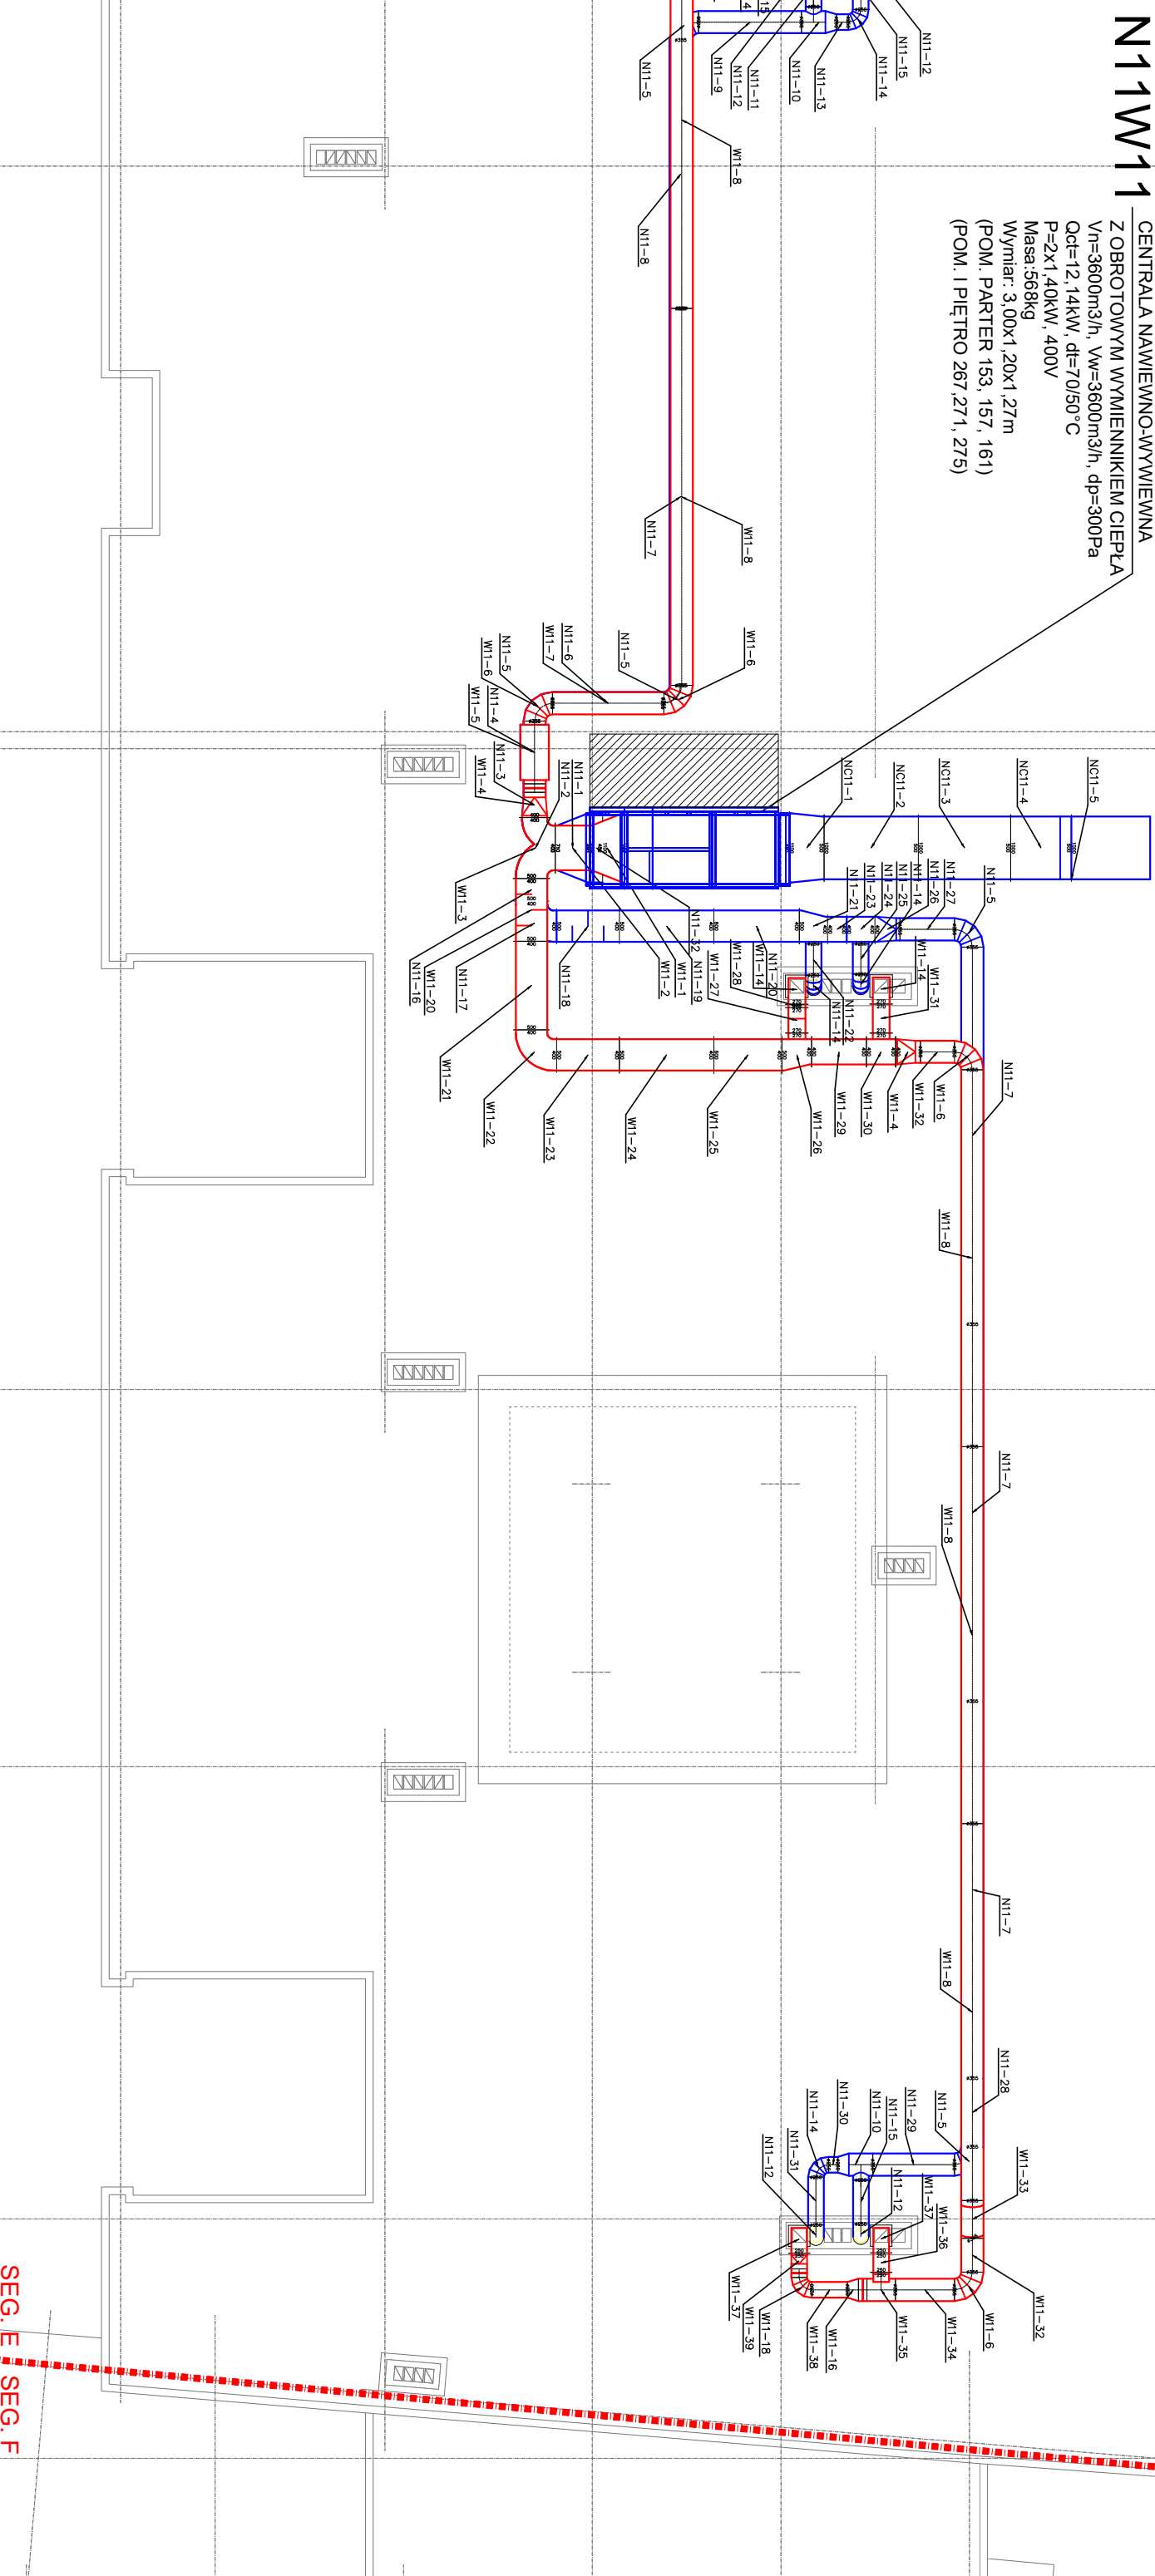 N11W11
CENTRALA NAWIEWNO-WYWIEWNA
Z OBROTOWYM WYMIENNIKIEM CIEPŁA
Vn=3600m3/h, Vw=3600m3/h, dp=300Pa
Qct=12,14kW, dt=70/50°C
P=2x1,40kW, 400V
Masa:568kg
Wymiar: 3,00x1,20x1,27m
(POM. PARTER 153, 157, 161)
(POM. I PIĘTRO 267,271, 275)
N11-12
N11-15
N11-14
N11-13
N11-10
N11-11
N11-12
N11-9
N11-5
W11-8
N11-8
W11-8
N11-7
W11-6
N11-5
N11-6
W11-7
N11-5
W11-6
N11-4
W11-5
N11-3
W11-4
N11-1
N11-2
W11-3
NC11-5
NC11-4
NC11-3
NC11-2
NC11-1
N11-5
N11-27
N11-26
N11-14
N11-25
N11-24
N11-23
N11-21
N11-32
W11-14
W11-31
N11-20
W11-14
W11-28
W11-27
N11-19
W11-1
W11-2
N11-22
N11-14
N11-18
N11-17
W11-20
N11-16
W11-21
W11-22
W11-23
W11-24
W11-25
W11-26
W11-29
W11-30
W11-4
W11-32
W11-6
N11-7
W11-8
N11-7
W11-8
N11-7
W11-8
N11-28
W11-33
N11-5
N11-29
N11-15
N11-10
N11-30
N11-14
N11-31
N11-12
N11-12
W11-37
W11-36
W11-32
W11-6
W11-34
W11-35
W11-16
W11-38
W11-18
W11-39
W11-37
SEG. E
SEG. F